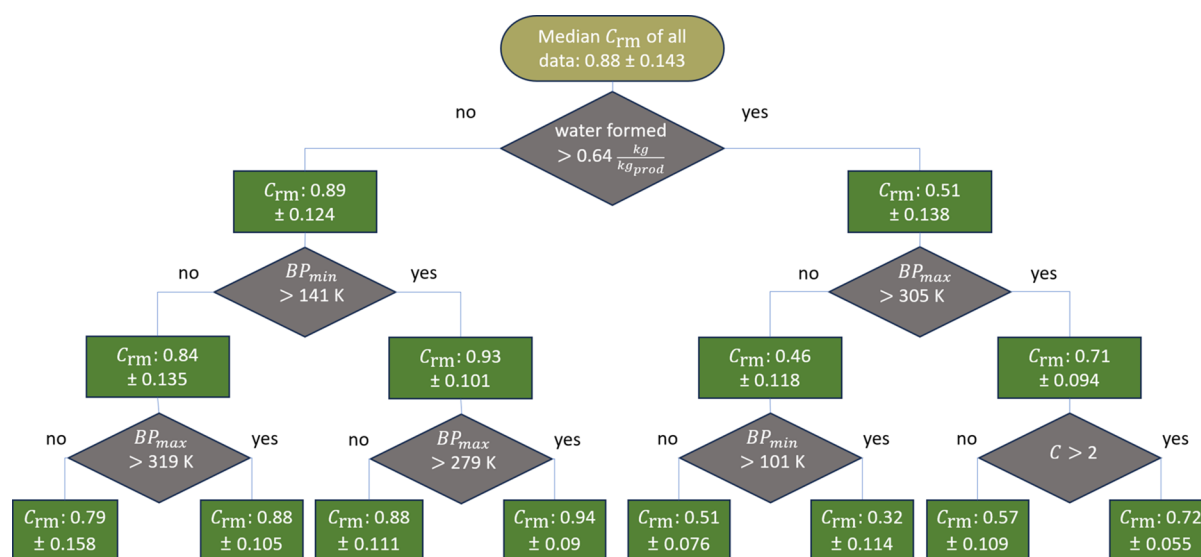 Median C_rm of all
data: 0.88 ± 0.143
no
yes
water formed
> 0.64 kg/kg_prod
C_rm: 0.89
± 0.124
C_rm: 0.51
± 0.138
no
BP_min
> 141 K
yes
no
BP_max
> 305 K
yes
C_rm: 0.84
± 0.135
C_rm: 0.93
± 0.101
C_rm: 0.46
± 0.118
C_rm: 0.71
± 0.094
no
BP_max
> 319 K
yes
no
BP_max
> 279 K
yes
no
BP_min
> 101 K
yes
no
C > 2
yes
C_rm: 0.79
± 0.158
C_rm: 0.88
± 0.105
C_rm: 0.88
± 0.111
C_rm: 0.94
± 0.09
C_rm: 0.51
± 0.076
C_rm: 0.32
± 0.114
C_rm: 0.57
± 0.109
C_rm: 0.72
± 0.055